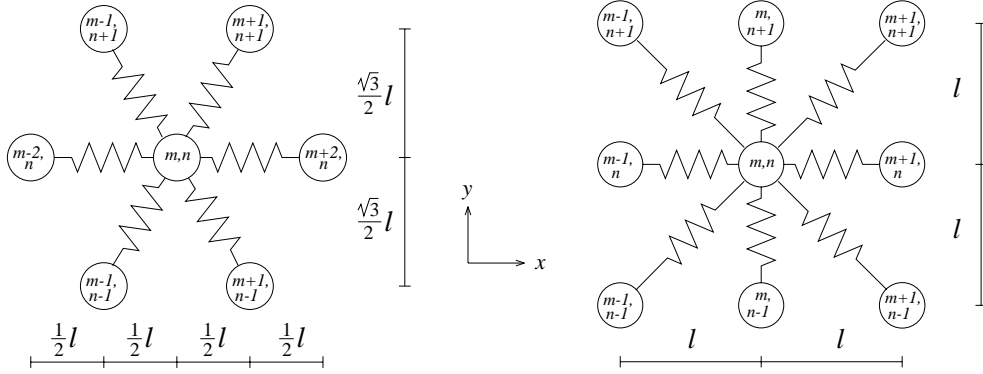 m-1,
n+1
m+1,
n+1
m-2,
n
m,n
m+2,
n
m-1,
n-1
m+1,
n-1
√3/2 l
√3/2 l
1/2 l
1/2 l
1/2 l
1/2 l
y
x
m-1,
n+1
m,
n+1
m+1,
n+1
m-1,
n
m,n
m+1,
n
m-1,
n-1
m,
n-1
m+1,
n-1
l
l
l
l